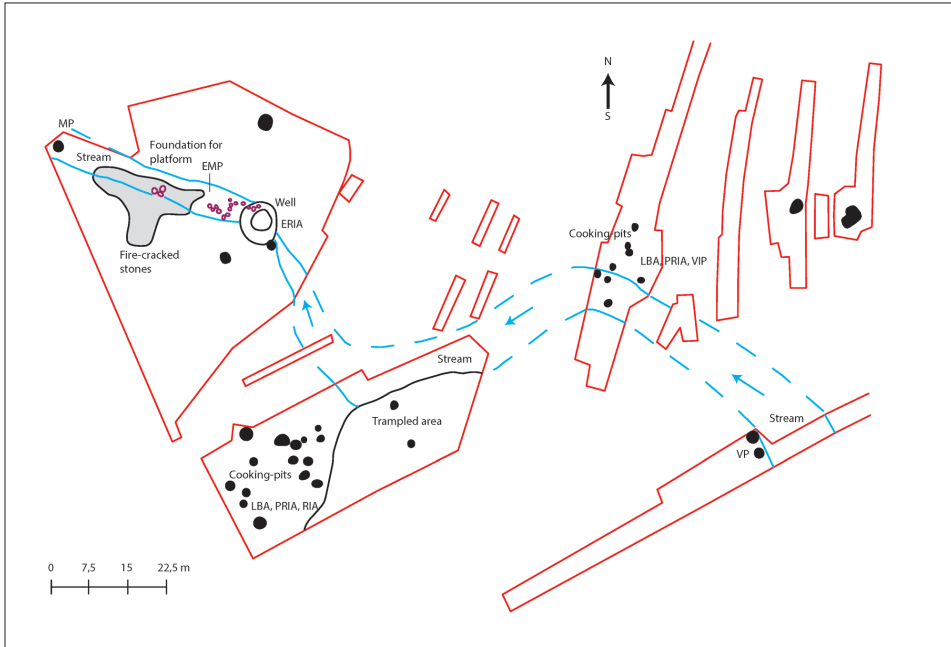 MP
Stream
Foundation for
platform
EMP
Well
ERIA
Fire-cracked
stones
N
S
Cooking-pits
LBA, PRIA, VIP
Stream
Trampled area
Cooking-pits
LBA, PRIA, RIA
Stream
VP
0 7,5 15 22,5 m